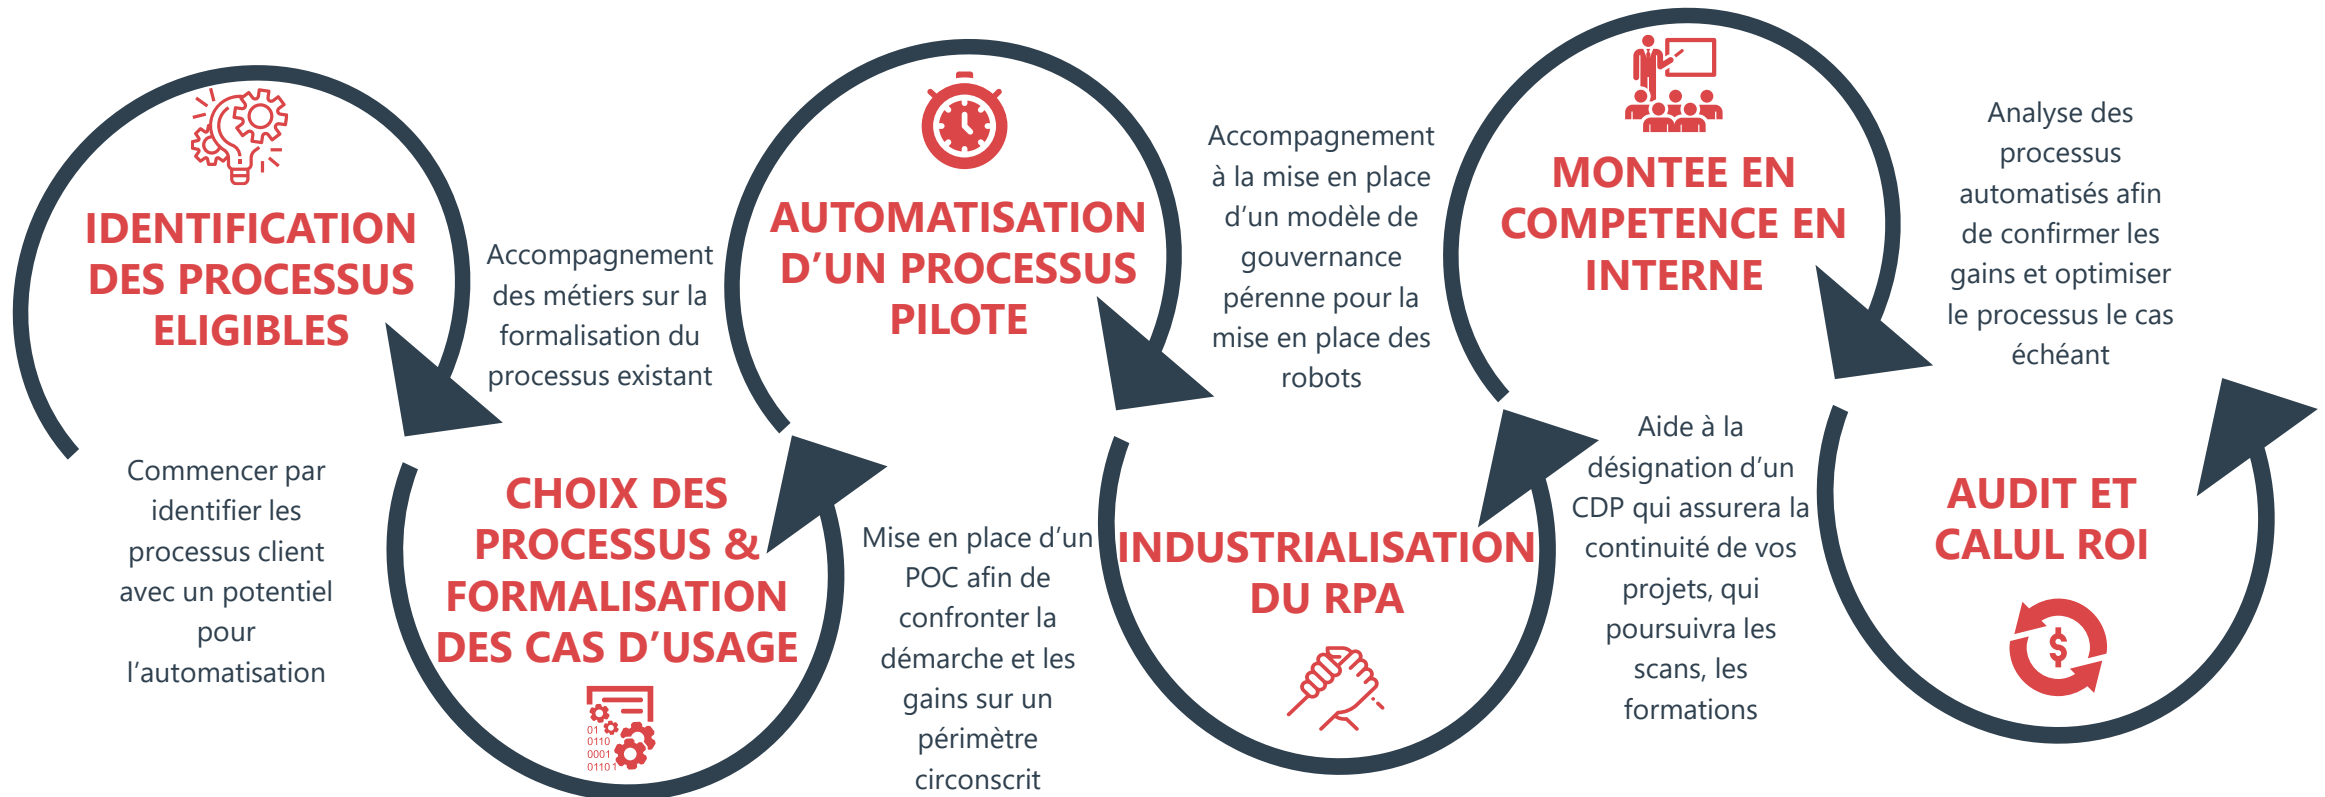 IDENTIFICATION
DES PROCESSUS
ELIGIBLES
Commencer par
identifier les
processus client
avec un potentiel
pour
l’automatisation
Accompagnement
des métiers sur la
formalisation du
processus existant
CHOIX DES
PROCESSUS &
FORMALISATION
DES CAS D’USAGE
01
0110
0001
01101
AUTOMATISATION
D’UN PROCESSUS
PILOTE
Mise en place d’un
POC afin de
confronter la
démarche et les
gains sur un
périmètre
circonscrit
Accompagnement
à la mise en place
d’un modèle de
gouvernance
pérenne pour la
mise en place des
robots
INDUSTRIALISATION
DU RPA
MONTEE EN
COMPETENCE EN
INTERNE
Aide à la
désignation d’un
CDP qui assurera la
continuité de vos
projets, qui
poursuivra les
scans, les
formations
Analyse des
processus
automatisés afin
de confirmer les
gains et optimiser
le processus le cas
échéant
AUDIT ET
CALUL ROI
$